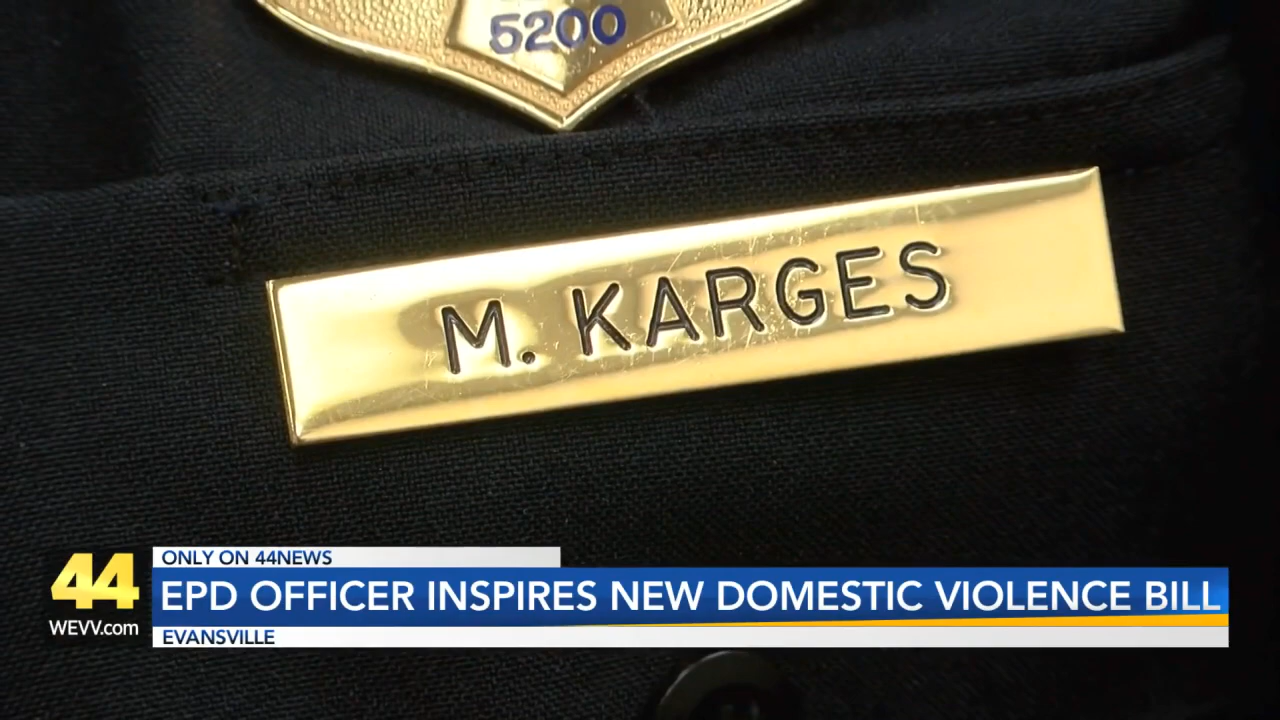 5200
M. KARGES
ONLY ON 44NEWS
44
EPD OFFICER INSPIRES NEW DOMESTIC VIOLENCE BILL
WEVV.com
EVANSVILLE